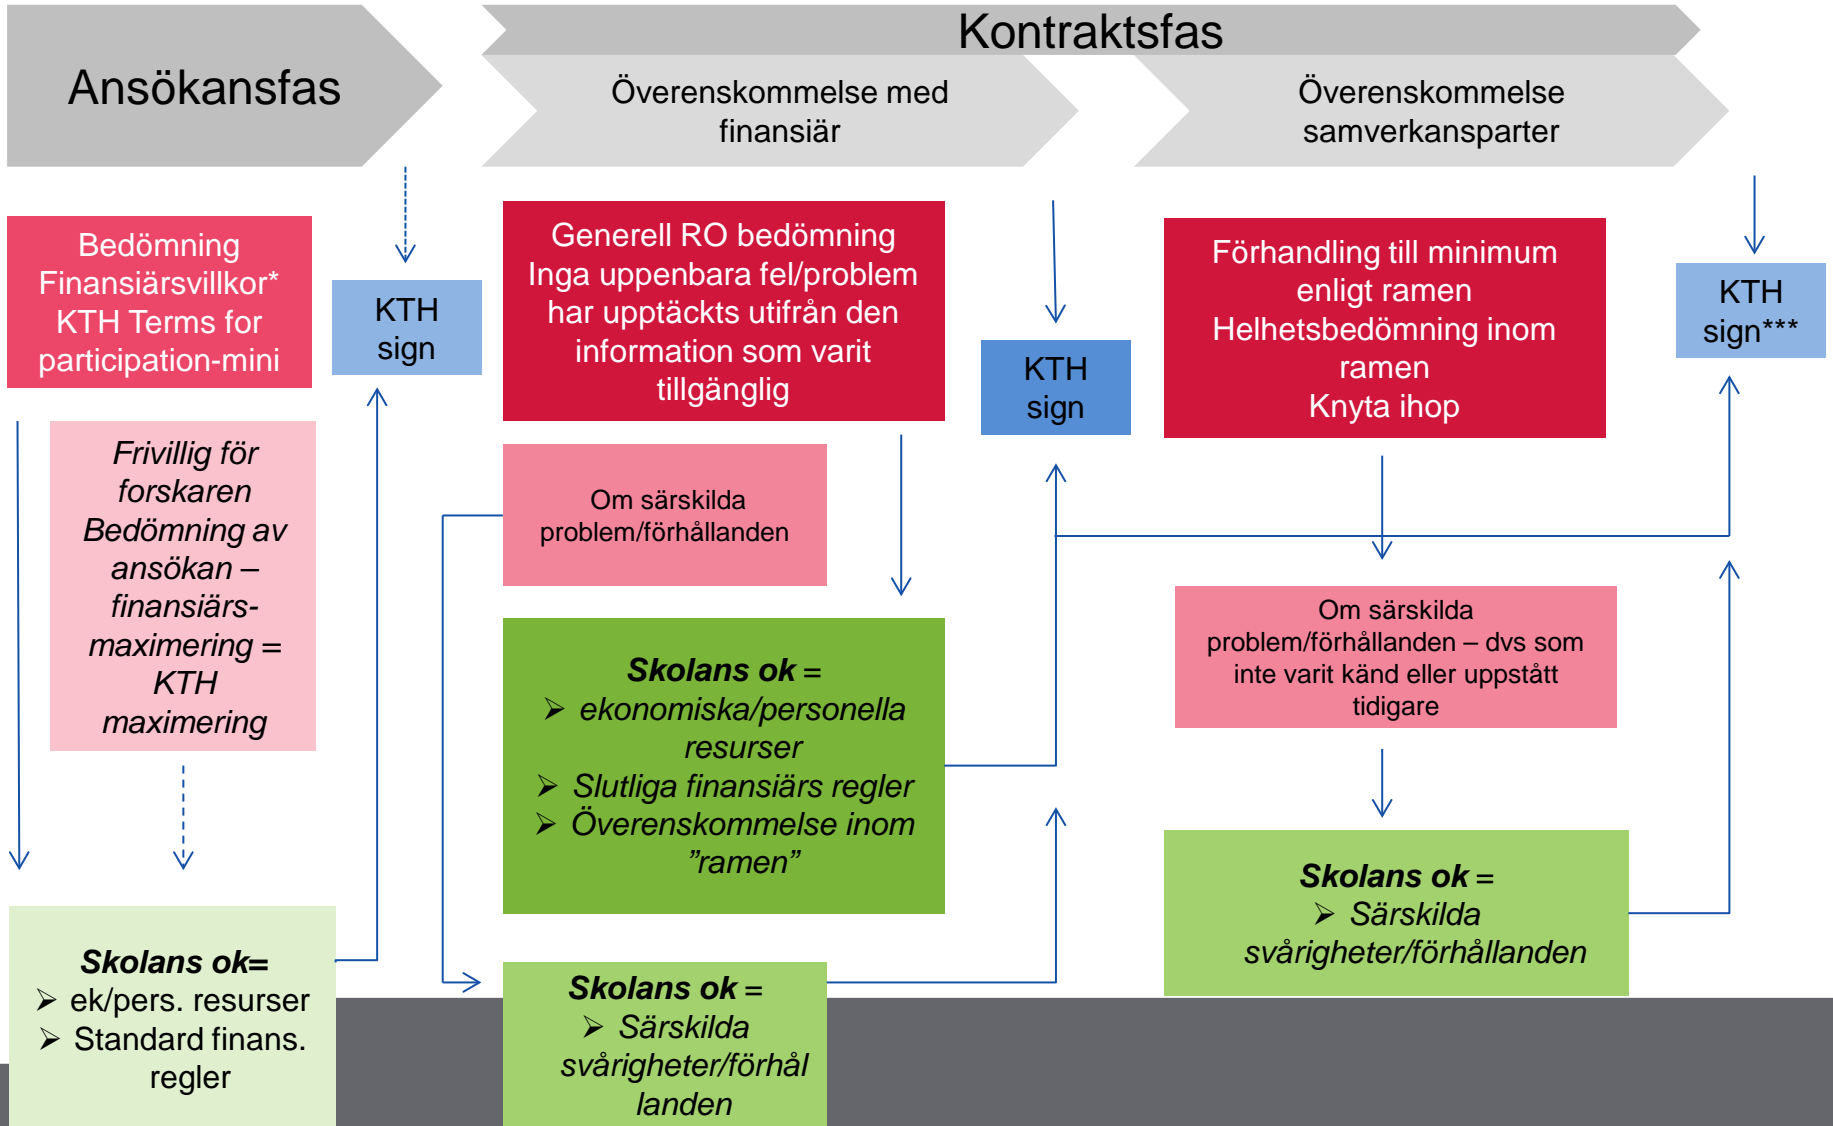 Ansökansfas
Kontraktsfas
Överenskommelse med
finansiär
Överenskommelse
samverkansparter
Bedömning
Finansiärsvillkor*
KTH Terms for
participation-mini
Frivillig för
forskaren
Bedömning av
ansökan –
finansiärs-
maximering =
KTH
maximering
Skolans ok=
➢ ek/pers. resurser
➢ Standard finans.
regler
KTH
sign
Generell RO bedömning
Inga uppenbara fel/problem
har upptäckts utifrån den
information som varit
tillgänglig
Om särskilda
problem/förhållanden
Skolans ok =
➢ ekonomiska/personella
resurser
➢ Slutliga finansiärs regler
➢ Överenskommelse inom
”ramen”
Skolans ok =
➢ Särskilda
svårigheter/förhål
landen
KTH
sign
Förhandling till minimum
enligt ramen
Helhetsbedömning inom
ramen
Knyta ihop
Om särskilda
problem/förhållanden – dvs som
inte varit känd eller uppstått
tidigare
Skolans ok =
➢ Särskilda
svårigheter/förhållanden
KTH
sign***